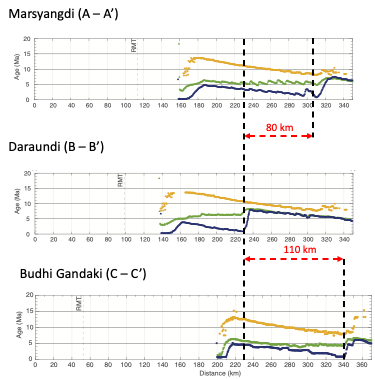 Marsyangdi (A – A’)
Age (Ma)
20
15
10
5
0
RMT
0 20 40 60 80 100 120 140 160 180 200 220 240 260 280 300 320 340
80 km
Daraundi (B – B’)
Age (Ma)
20
15
10
5
0
RMT
0 20 40 60 80 100 120 140 160 180 200 220 240 260 280 300 320 340
110 km
Budhi Gandaki (C – C’)
Age (Ma)
20
15
10
5
0
RMT
0 20 40 60 80 100 120 140 160 180 200 220 240 260 280 300 320 340 360
Distance (km)